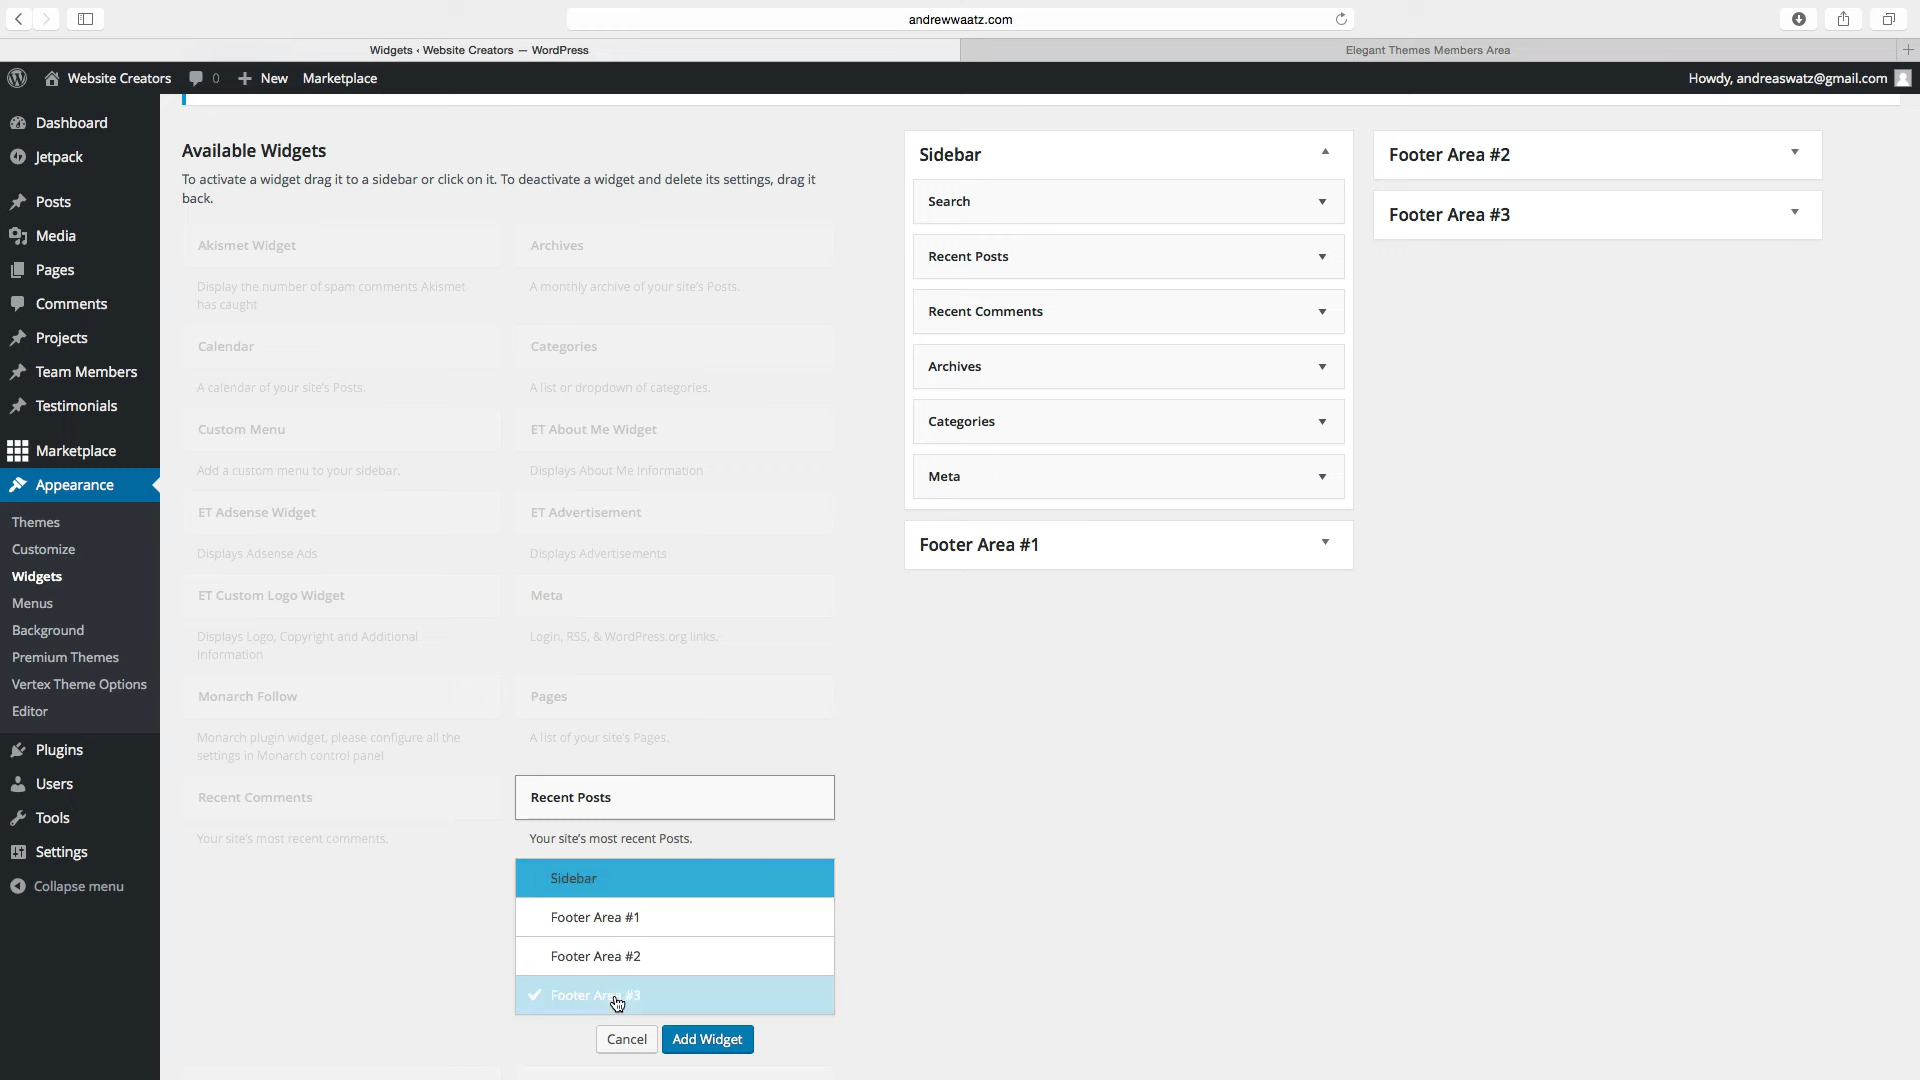 andrewwaatz.com
Widgets ‹ Website Creators — WordPress
Elegant Themes Members Area
Website Creators
0
New
Marketplace
Howdy, andreaswatz@gmail.com
Dashboard
Jetpack
Posts
Media
Pages
Comments
Projects
Team Members
Testimonials
Marketplace
Appearance
Themes
Customize
Widgets
Menus
Background
Premium Themes
Vertex Theme Options
Editor
Plugins
Users
Tools
Settings
Collapse menu
Available Widgets
To activate a widget drag it to a sidebar or click on it. To deactivate a widget and delete its settings, drag it
back.
Akismet Widget
Archives
Display the number of spam comments Akismet
has caught
A monthly archive of your site's Posts.
Calendar
Categories
A calendar of your site's Posts.
A list or dropdown of categories.
Custom Menu
ET About Me Widget
Add a custom menu to your sidebar.
Displays About Me Information
ET Adsense Widget
ET Advertisement
Displays Adsense Ads
Displays Advertisements
ET Custom Logo Widget
Meta
Displays Logo, Copyright and Additional
Information
Login, RSS, & WordPress.org links.
Monarch Follow
Pages
Monarch plugin widget, please configure all the
settings in Monarch control panel
A list of your site's Pages.
Recent Comments
Recent Posts
Your site's most recent comments.
Your site's most recent Posts.
Sidebar
Footer Area #1
Footer Area #2
Footer Area #3
Cancel
Add Widget
Sidebar
Search
Recent Posts
Recent Comments
Archives
Categories
Meta
Footer Area #1
Footer Area #2
Footer Area #3